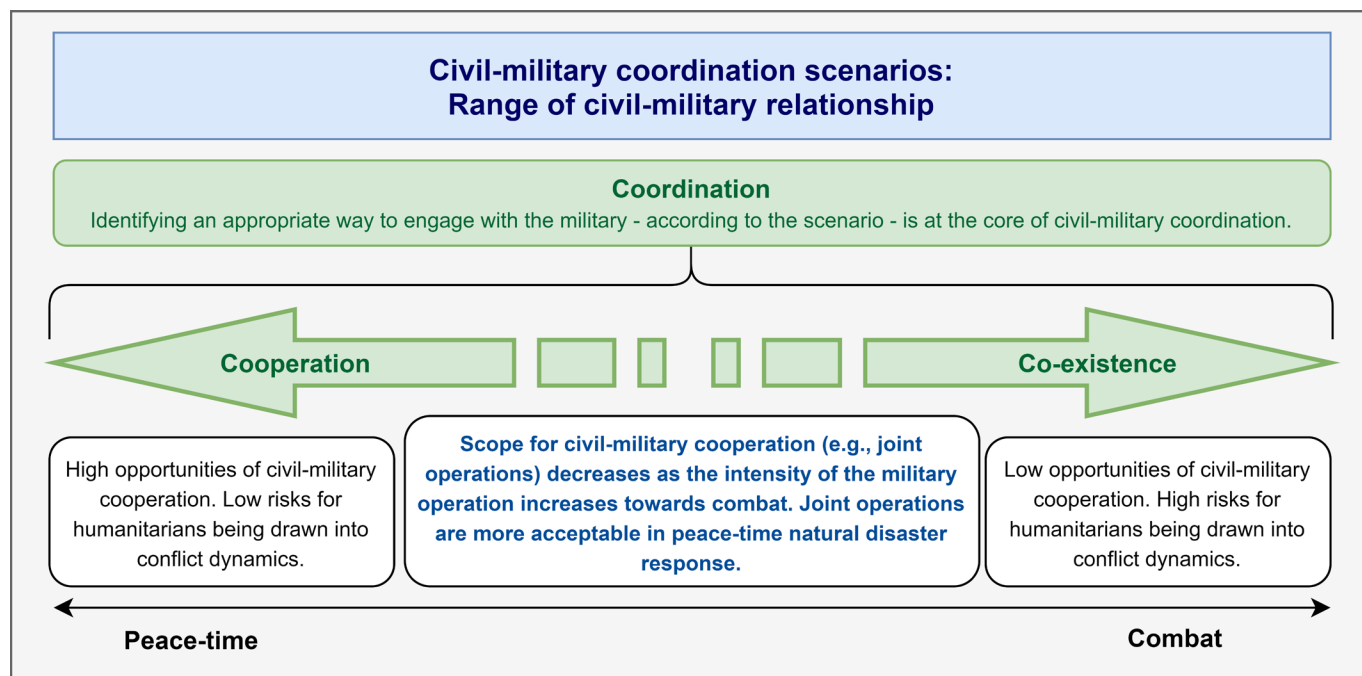 Civil-military coordination scenarios:
Range of civil-military relationship
Coordination
Identifying an appropriate way to engage with the military - according to the scenario - is at the core of civil-military coordination.
Cooperation
Co-existence
High opportunities of civil-military
cooperation. Low risks for
humanitarians being drawn into
conflict dynamics.
Scope for civil-military cooperation (e.g., joint
operations) decreases as the intensity of the military
operation increases towards combat. Joint operations
are more acceptable in peace-time natural disaster
response.
Low opportunities of civil-military
cooperation. High risks for
humanitarians being drawn into
conflict dynamics.
Peace-time
Combat